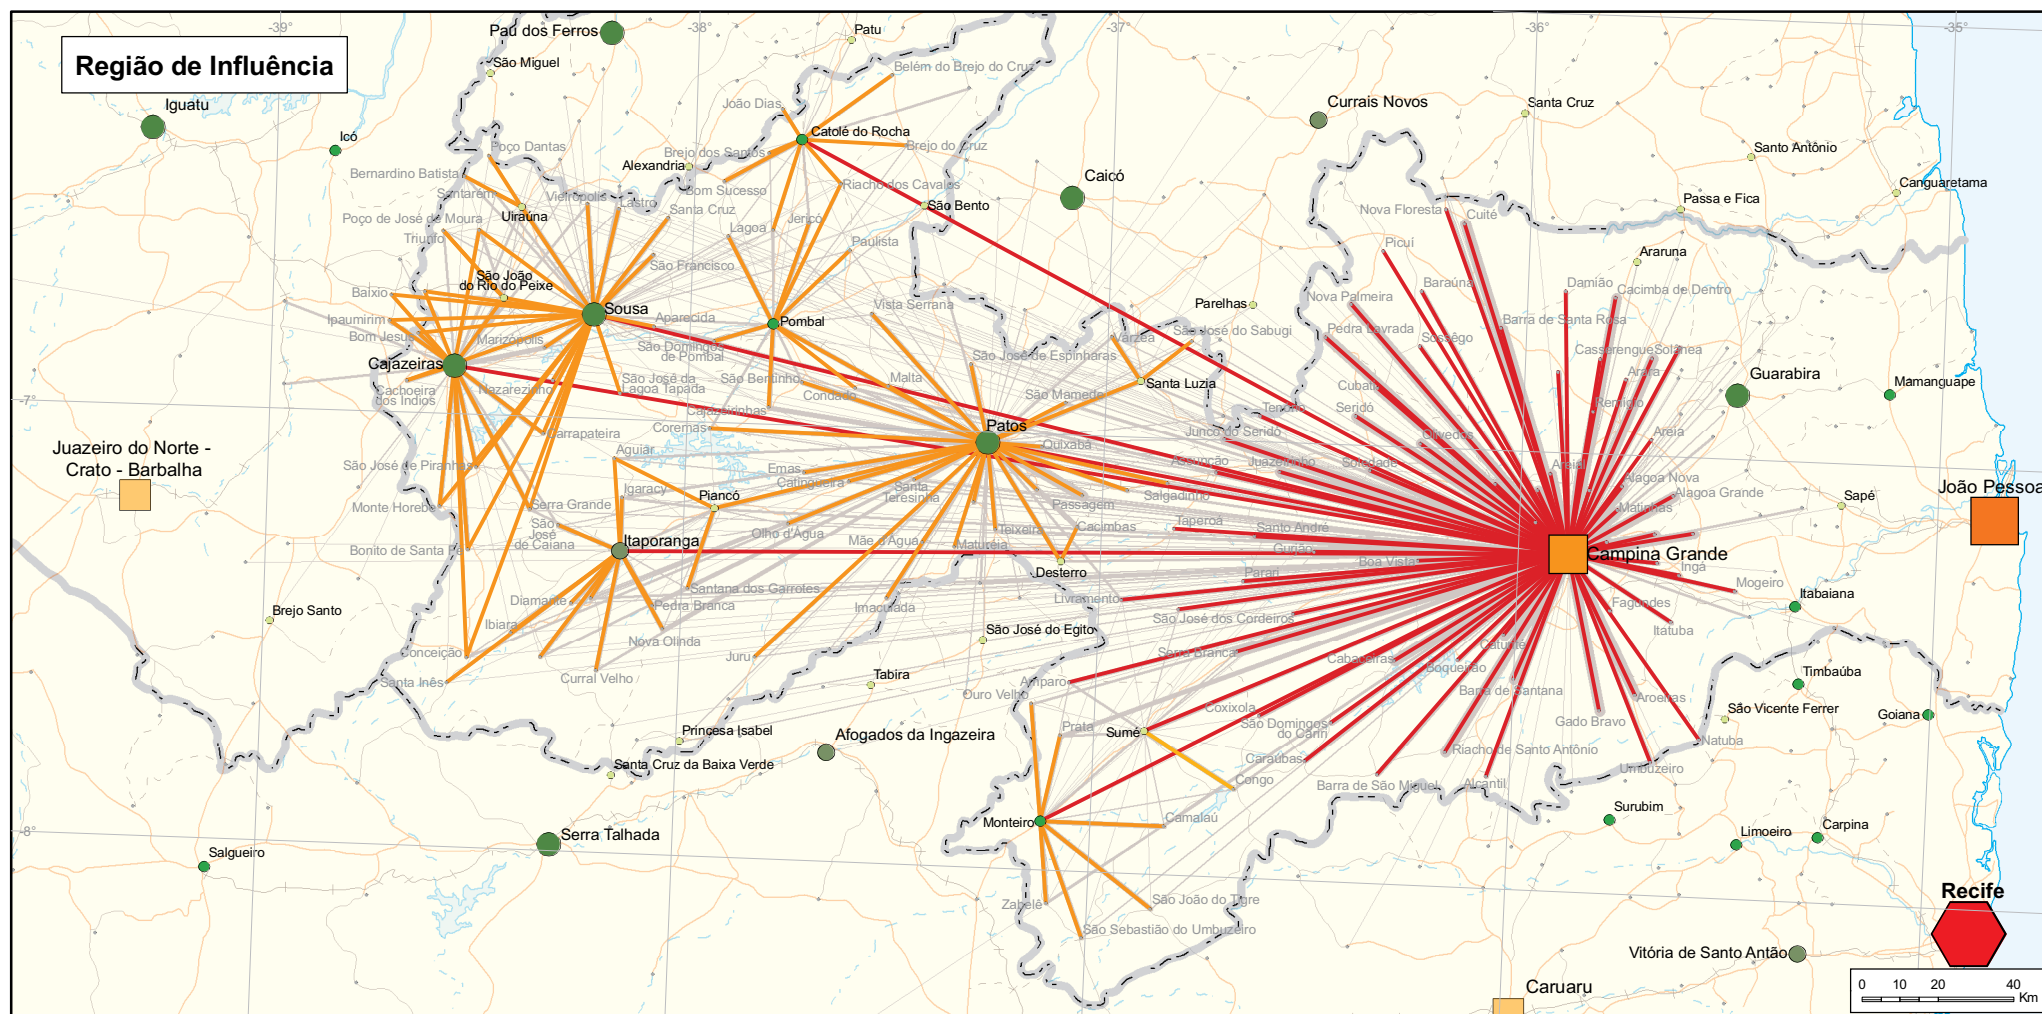 -39°
-38°
-37°
-36°
-35°
Região de Influência
Pau dos Ferros
Patu
São Miguel
Belém do Brejo do Cruz
Iguatu
João Dias
Currais Novos
Santa Cruz
Icó
Catolé do Rocha
Poço Dantas
Brejo dos Santos
Brejo do Cruz
Santo Antônio
Alexandria
Bernardino Batista
Bom Sucesso
Riacho dos Cavalos
Caicó
Canguaretama
Santarém
Vieirópolis
Lastro
Santa Cruz
São Bento
Passa e Fica
Poço de José de Moura
Uiraúna
Jericó
Nova Floresta
Cuité
Triunfo
Lagoa
Paulista
Picuí
Araruna
São Francisco
São João
do Rio do Peixe
Baraúna
Damião
Cacimba de Dentro
Baixio
Vista Serrana
Parelhas
Nova Palmeira
Ipaumirim
Sousa
Aparecida
Pombal
Barra de Santa Rosa
Bom Jesus
Marizópolis
São Domingos
de Pombal
Várzea
São José do Sabugi
Pedra Lavrada
Sossêgo
Cajazeiras
São José de Espinharas
Casserengue
Solânea
Cachoeira
dos Índios
Nazarezinho
São José da
Lagoa Tapada
São Bentinho
Malta
Condado
Santa Luzia
Cubati
Arara
Guarabira
Mamanguape
-7°
Cajazeirinhas
São Mamede
Tenório
Seridó
Remígio
Carrapateira
Coremas
Patos
Quixabá
Junco do Seridó
Olivedos
Areia
Juazeiro do Norte -
Crato - Barbalha
Aguiar
São José de Piranhas
Emas
Catingueira
Assunção
Juazeirinho
Soledade
Areial
Alagoa Nova
Igaracy
Piancó
Santa
Teresinha
Salgadinho
Alagoa Grande
João Pessoa
Monte Horebe
Serra Grande
Passagem
Matinhas
Sapé
São
José
de Caiana
Olho d'Água
Mãe d'Água
Teixeira
Cacimbas
Taperoá
Santo André
Bonito de Santa Fé
Itaporanga
Matureia
Gurjão
Campina Grande
Desterro
Boa Vista
Ingá
Parari
Mogeiro
Santana dos Garrotes
Diamante
Pedra Branca
Imaculada
Livramento
Fagundes
Itabaiana
Brejo Santo
Ibiara
Nova Olinda
São José do Egito
São José dos Cordeiros
Itatuba
Conceição
Juru
Serra Branca
Caturité
Cabaceiras
Boqueirão
Timbaúba
Santa Inês
Curral Velho
Tabira
Ouro Velho
Amparo
Barra de Santana
Aroeiras
Coxixola
São Domingos
do Cariri
Gado Bravo
São Vicente Ferrer
Goiana
Princesa Isabel
Afogados da Ingazeira
Prata
Sumé
Natuba
Caraúbas
Riacho de Santo Antônio
Santa Cruz da Baixa Verde
Congo
Barra de São Miguel
Alcantil
Umbuzeiro
-8°
Serra Talhada
Monteiro
Camalaú
Surubim
Limoeiro
Carpina
Salgueiro
Zabelê
São João do Tigre
Recife
São Sebastião do Umbuzeiro
Vitória de Santo Antão
Caruaru
0 10 20 40
Km